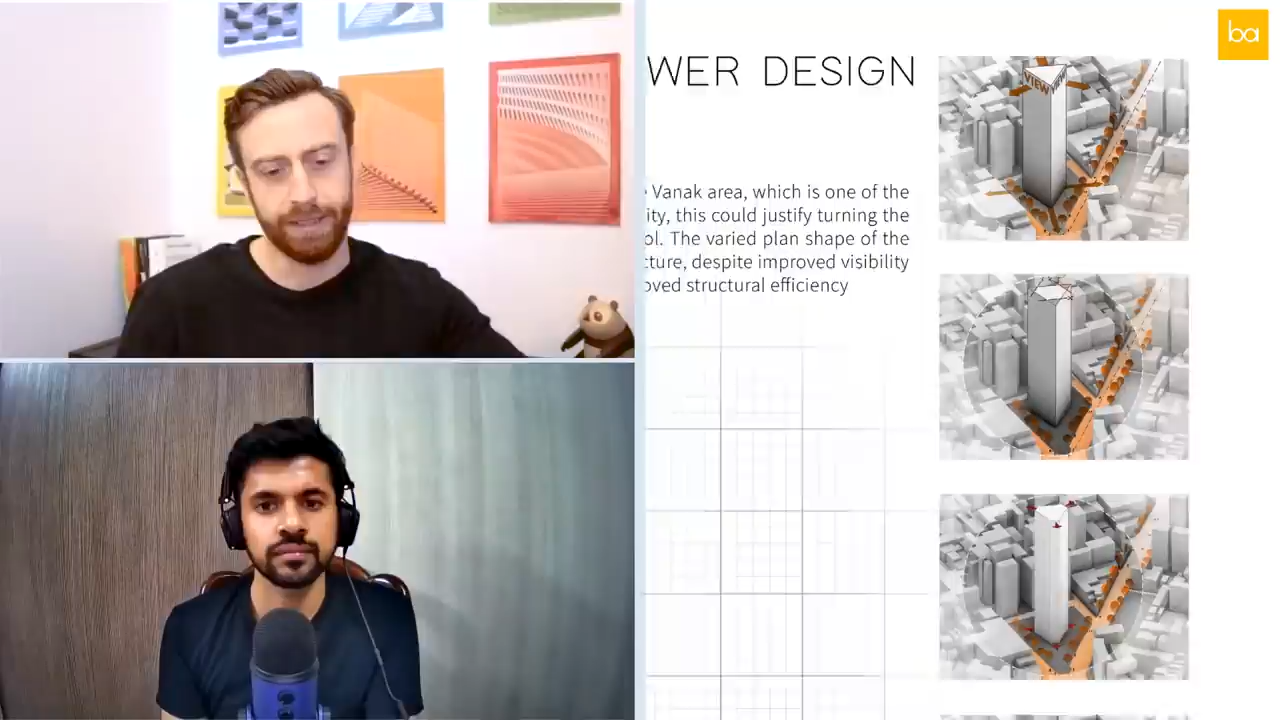 ba
WER DESIGN
Vanak area, which is one of the
ity, this could justify turning the
ol. The varied plan shape of the
cture, despite improved visibility
oved structural efficiency
VIEW